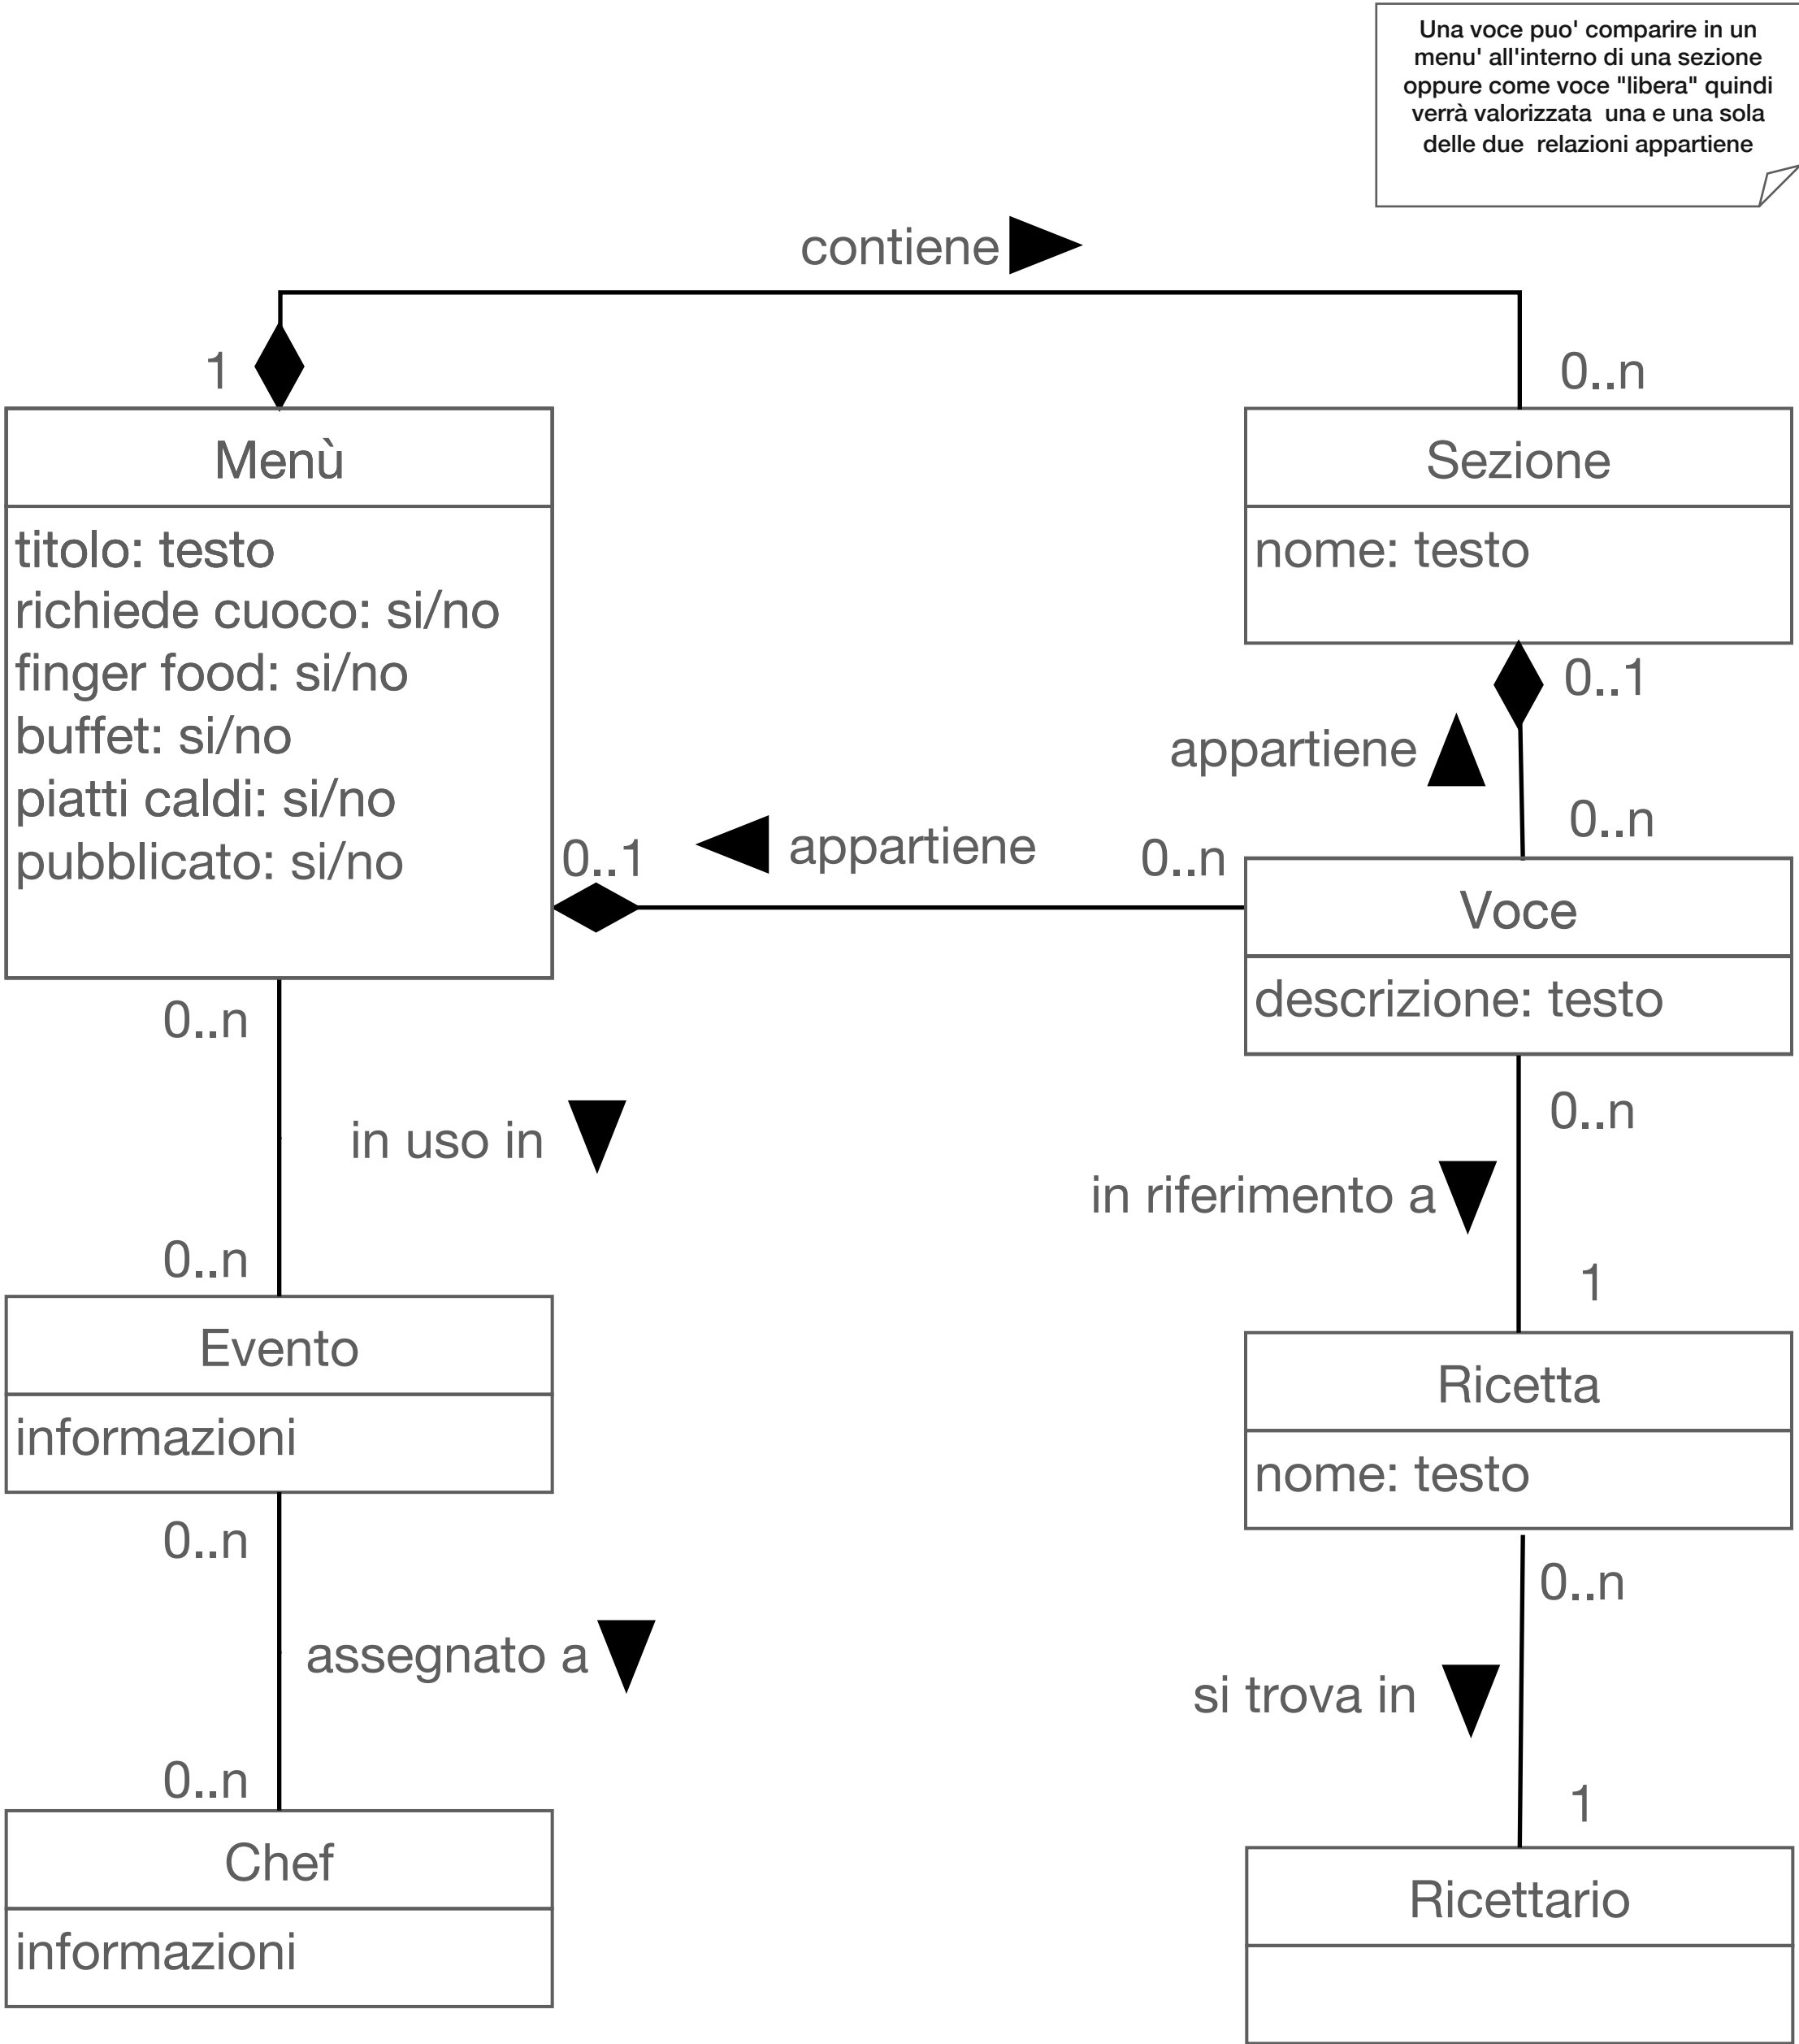 Una voce puo' comparire in un
menu' all'interno di una sezione
oppure come voce "libera" quindi
verrà valorizzata  una e una sola
delle due  relazioni appartiene
contiene
1
0..n
Menù
titolo: testo
richiede cuoco: si/no
finger food: si/no
buffet: si/no
piatti caldi: si/no
pubblicato: si/no
Sezione
nome: testo
0..1
appartiene
0..n
0..1
appartiene
0..n
Voce
descrizione: testo
0..n
in uso in
0..n
0..n
in riferimento a
1
Evento
informazioni
Ricetta
nome: testo
0..n
assegnato a
0..n
0..n
si trova in
1
Chef
informazioni
Ricettario